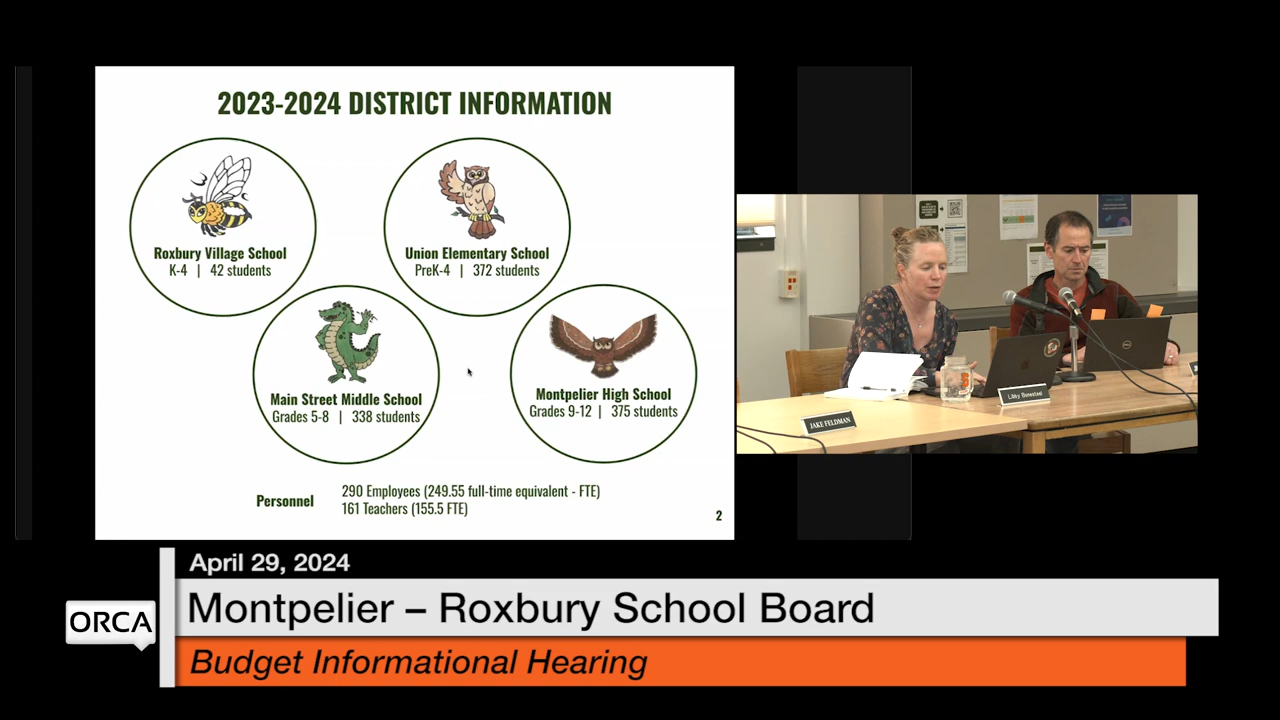 2023-2024 DISTRICT INFORMATION
Roxbury Village School
K-4 | 42 students
Union Elementary School
PreK-4 | 372 students
Main Street Middle School
Grades 5-8 | 338 students
Montpelier High School
Grades 9-12 | 375 students
Personnel
290 Employees (249.55 full-time equivalent - FTE)
161 Teachers (155.5 FTE)
2
JAKE FELDMAN
Libby Bonesteel
DELL
April 29, 2024
ORCA
Montpelier – Roxbury School Board
Budget Informational Hearing